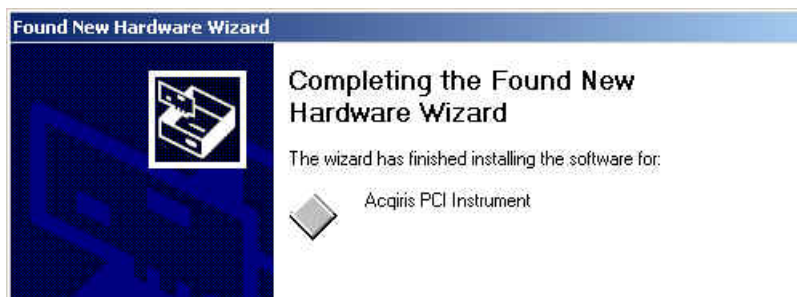 Found New Hardware Wizard
Completing the Found New
Hardware Wizard
The wizard has finished installing the software for:
Acqiris PCI Instrument